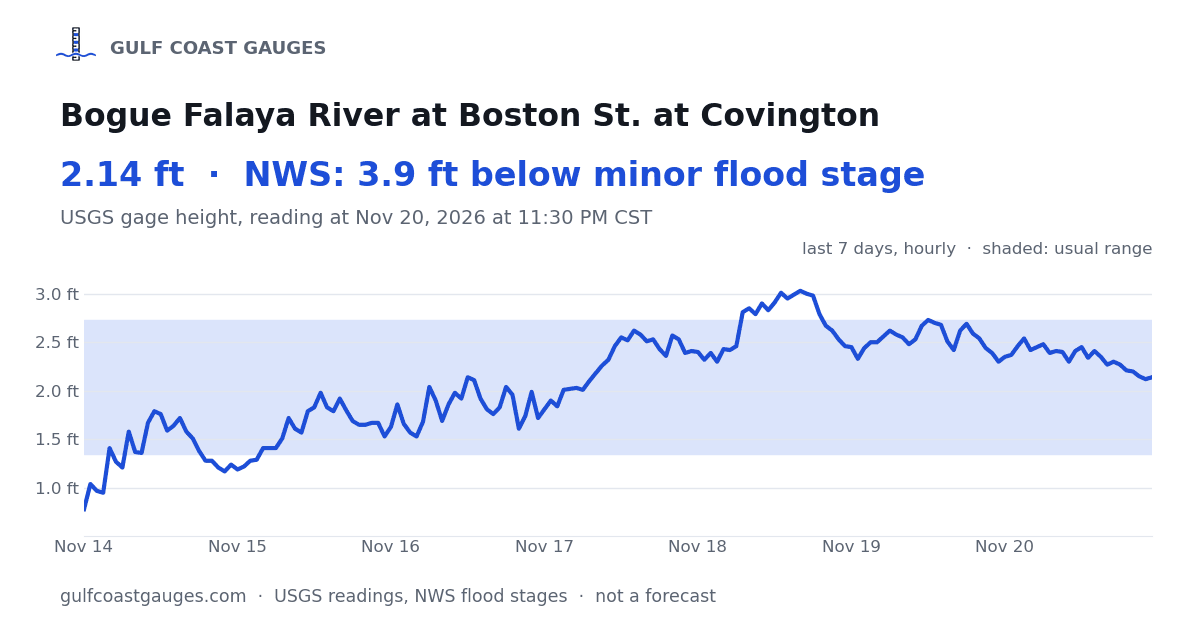 GULF COAST GAUGES
Bogue Falaya River at Boston St. at Covington
2.14 ft · NWS: 3.9 ft below minor flood stage
USGS gage height, reading at Nov 20, 2026 at 11:30 PM CST
last 7 days, hourly · shaded: usual range
3.0 ft
2.5 ft
2.0 ft
1.5 ft
1.0 ft
Nov 14 Nov 15 Nov 16 Nov 17 Nov 18 Nov 19 Nov 20
gulfcoastgauges.com · USGS readings, NWS flood stages · not a forecast